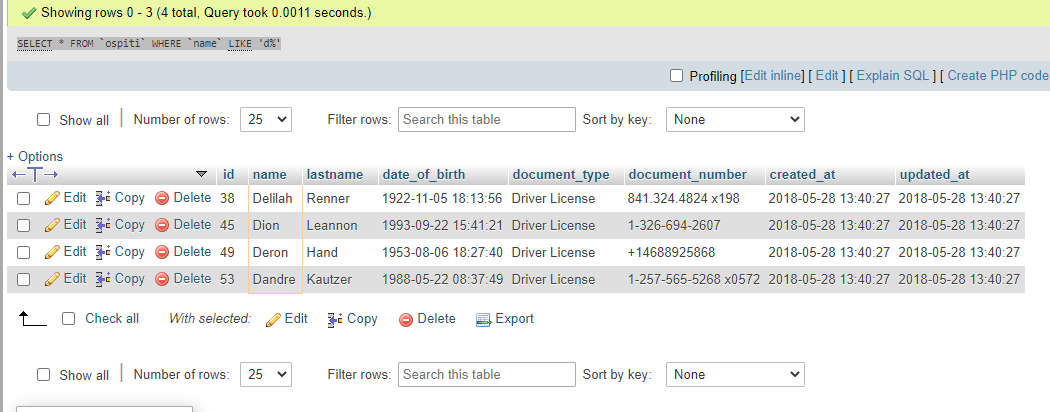 Showing rows 0 - 3 (4 total, Query took 0.0011 seconds.)
SELECT * FROM `ospiti` WHERE `name` LIKE 'd%'
Profiling [Edit inline] [ Edit ] [ Explain SQL ] [ Create PHP code
Show all Number of rows: 25 Filter rows: Search this table Sort by key: None
+ Options
←T→ id name lastname date_of_birth document_type document_number created_at updated_at
Edit Copy Delete 38 Delilah Renner 1922-11-05 18:13:56 Driver License 841.324.4824 x198 2018-05-28 13:40:27 2018-05-28 13:40:27
Edit Copy Delete 45 Dion Leannon 1993-09-22 15:41:21 Driver License 1-326-694-2607 2018-05-28 13:40:27 2018-05-28 13:40:27
Edit Copy Delete 49 Deron Hand 1953-08-06 18:27:40 Driver License +14688925868 2018-05-28 13:40:27 2018-05-28 13:40:27
Edit Copy Delete 53 Dandre Kautzer 1988-05-22 08:37:49 Driver License 1-257-565-5268 x0572 2018-05-28 13:40:27 2018-05-28 13:40:27
Check all With selected: Edit Copy Delete Export
Show all Number of rows: 25 Filter rows: Search this table Sort by key: None